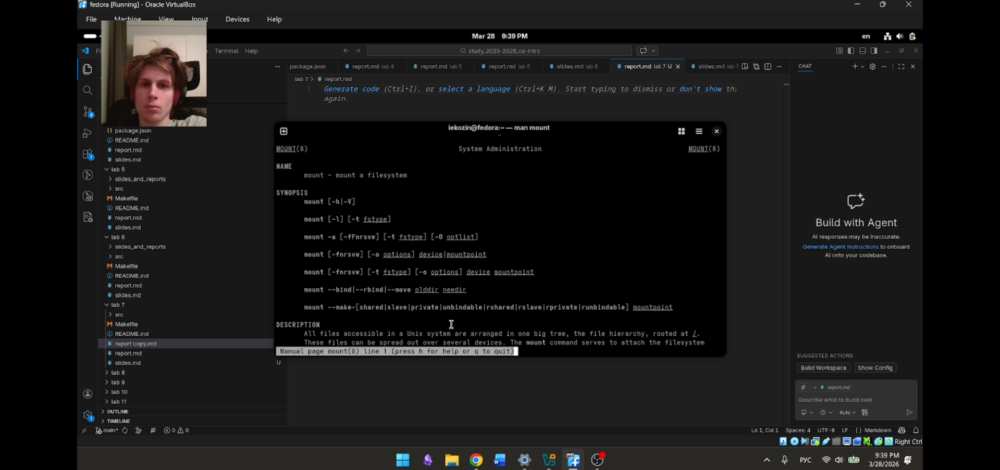 fedora [Running] - Oracle VirtualBox
File Machine View Input Devices Help
Mar 28 9:39 PM
en
Terminal Help
study_2025-2026_os-intro
package.json
report.md lab 4
report.md lab 5
report.md lab 6
slides.md lab 6
report.md lab 7 U
slides.md lab 7
CHAT
lab 7 > report.md
1 Generate code (Ctrl+I), or select a language (Ctrl+K M). Start typing to dismiss or don't show thi
again.
package.json
README.md
report.md
slides.md
lab 5
slides_and_reports
src
Makefile
README.md
report.md
slides.md
lab 6
slides_and_reports
src
Makefile
README.md
report.md
slides.md
lab 7
src
Makefile
README.md
report copy.md
report.md
slides.md
U
lab 8
lab 9
lab 10
lab 11
OUTLINE
TIMELINE
iekozin@fedora:~ — man mount
~
MOUNT(8) System Administration MOUNT(8)
NAME
mount - mount a filesystem
SYNOPSIS
mount [-h|-V]
mount [-l] [-t fstype]
mount -a [-fFnrsvw] [-t fstype] [-O optlist]
mount [-fnrsvw] [-o options] device|mountpoint
mount [-fnrsvw] [-t fstype] [-o options] device mountpoint
mount --bind|--rbind|--move olddir newdir
mount --make-[shared|slave|private|unbindable|rshared|rslave|rprivate|runbindable] mountpoint
DESCRIPTION
All files accessible in a Unix system are arranged in one big tree, the file hierarchy, rooted at /.
These files can be spread out over several devices. The mount command serves to attach the filesystem
Manual page mount(8) line 1 (press h for help or q to quit)
Build with Agent
AI responses may be inaccurate.
Generate Agent Instructions to onboard
AI onto your codebase.
SUGGESTED ACTIONS
Build Workspace Show Config
report.md
Describe what to build next
Auto
main* 0 0
Ln 1, Col 1 Spaces: 4 UTF-8 LF { } Markdown
Right Ctrl
РУС
9:39 PM
3/28/2026